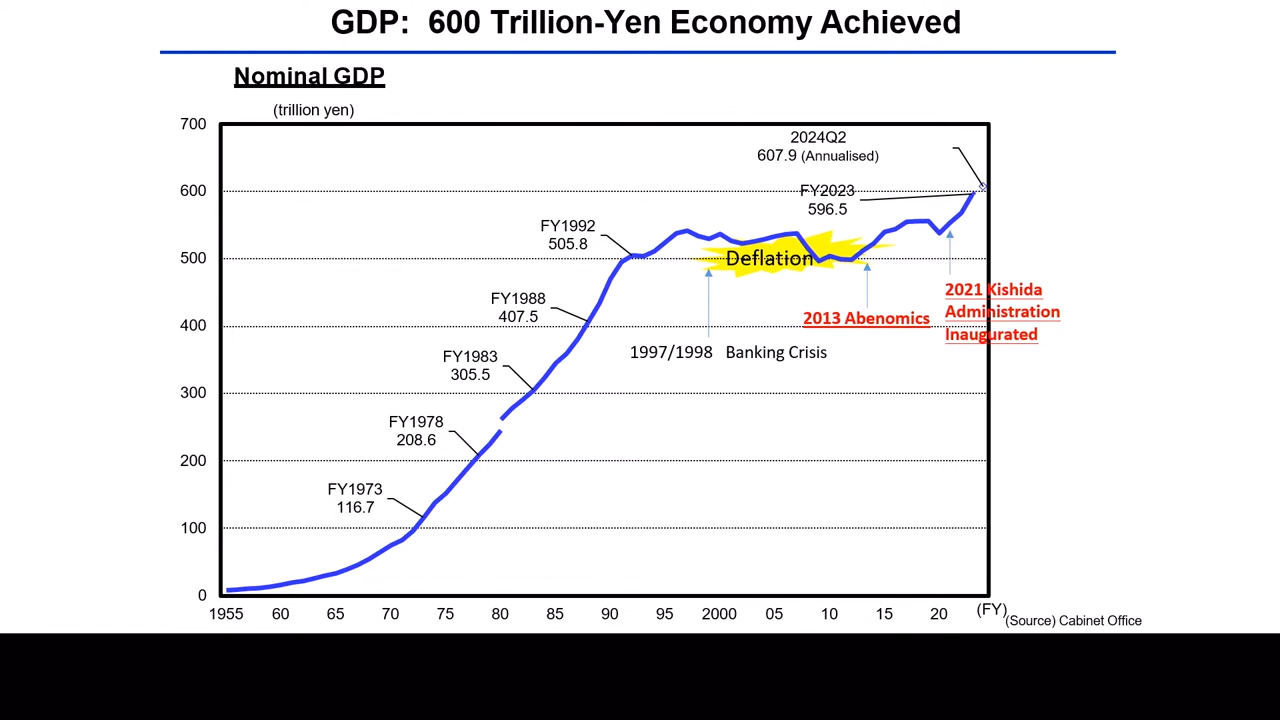 GDP:  600 Trillion-Yen Economy Achieved
Nominal GDP
(trillion yen)
700
600
500
400
300
200
100
0
2024Q2
607.9 (Annualised)
FY2023
596.5
FY1992
505.8
Deflation
FY1988
407.5
2021 Kishida
Administration
Inaugurated
2013 Abenomics
1997/1998   Banking Crisis
FY1983
305.5
FY1978
208.6
FY1973
116.7
1955 60 65 70 75 80 85 90 95 2000 05 10 15 20 (FY)
(Source) Cabinet Office